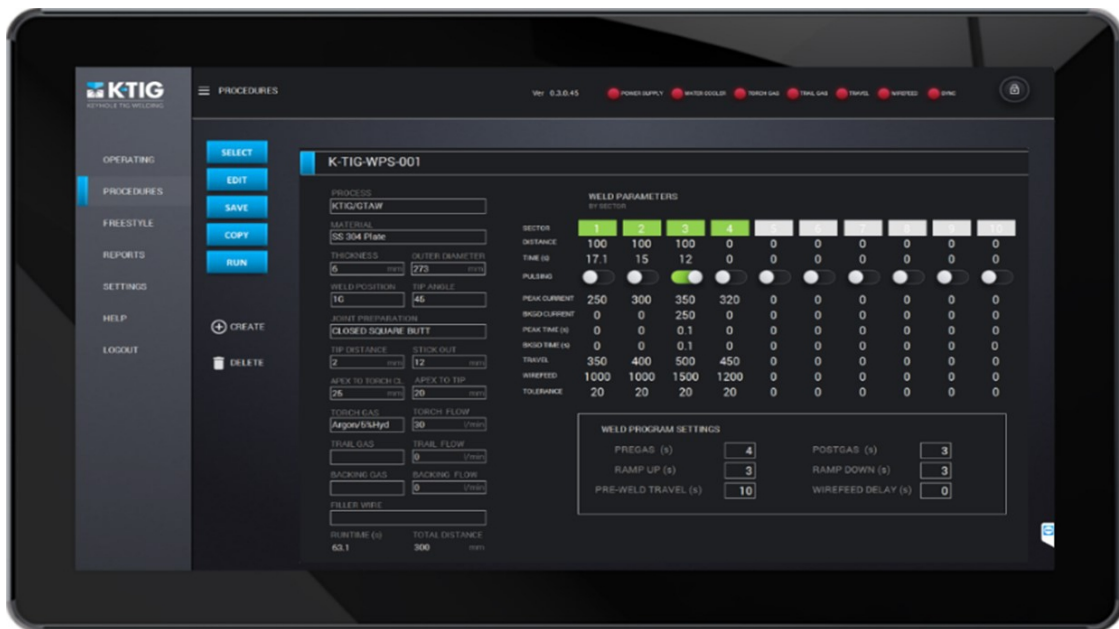 K-TIG
KEYHOLE TIG WELDING
PROCEDURES
Ver 0.3.0.45
POWER SUPPLY WATER COOLER TORCH GAS TRAIL GAS TRAVEL WIREFEED SYNC
OPERATING
PROCEDURES
FREESTYLE
REPORTS
SETTINGS
HELP
LOGOUT
SELECT
EDIT
SAVE
COPY
RUN
CREATE
DELETE
K-TIG-WPS-001
PROCESS
KTIG/GTAW
MATERIAL
SS 304 Plate
THICKNESS OUTER DIAMETER
6 mm 273 mm
WELD POSITION TIP ANGLE
1G 45
JOINT PREPARATION
CLOSED SQUARE BUTT
TIP DISTANCE STICK OUT
2 mm 12 mm
APEX TO TORCH CL APEX TO TIP
25 mm 20 mm
TORCH GAS TORCH FLOW
Argon/5%Hyd 30 l/min
TRAIL GAS TRAIL FLOW
0 l/min
BACKING GAS BACKING FLOW
0 l/min
FILLER WIRE
RUNTIME (s) TOTAL DISTANCE
63.1 300 mm
WELD PARAMETERS
BY SECTOR
SECTOR 1 2 3 4 5 6 7 8 9 10
DISTANCE 100 100 100 0 0 0 0 0 0 0
TIME (s) 17.1 15 12 0 0 0 0 0 0 0
PULSING
PEAK CURRENT 250 300 350 320 0 0 0 0 0 0
BKGD CURRENT 0 0 250 0 0 0 0 0 0 0
PEAK TIME (s) 0 0 0.1 0 0 0 0 0 0 0
BKGD TIME (s) 0 0 0.1 0 0 0 0 0 0 0
TRAVEL 350 400 500 450 0 0 0 0 0 0
WIREFEED 1000 1000 1500 1200 0 0 0 0 0 0
TOLERANCE 20 20 20 20 0 0 0 0 0 0
WELD PROGRAM SETTINGS
PREGAS (s) 4 POSTGAS (s) 3
RAMP UP (s) 3 RAMP DOWN (s) 3
PRE-WELD TRAVEL (s) 10 WIREFEED DELAY (s) 0